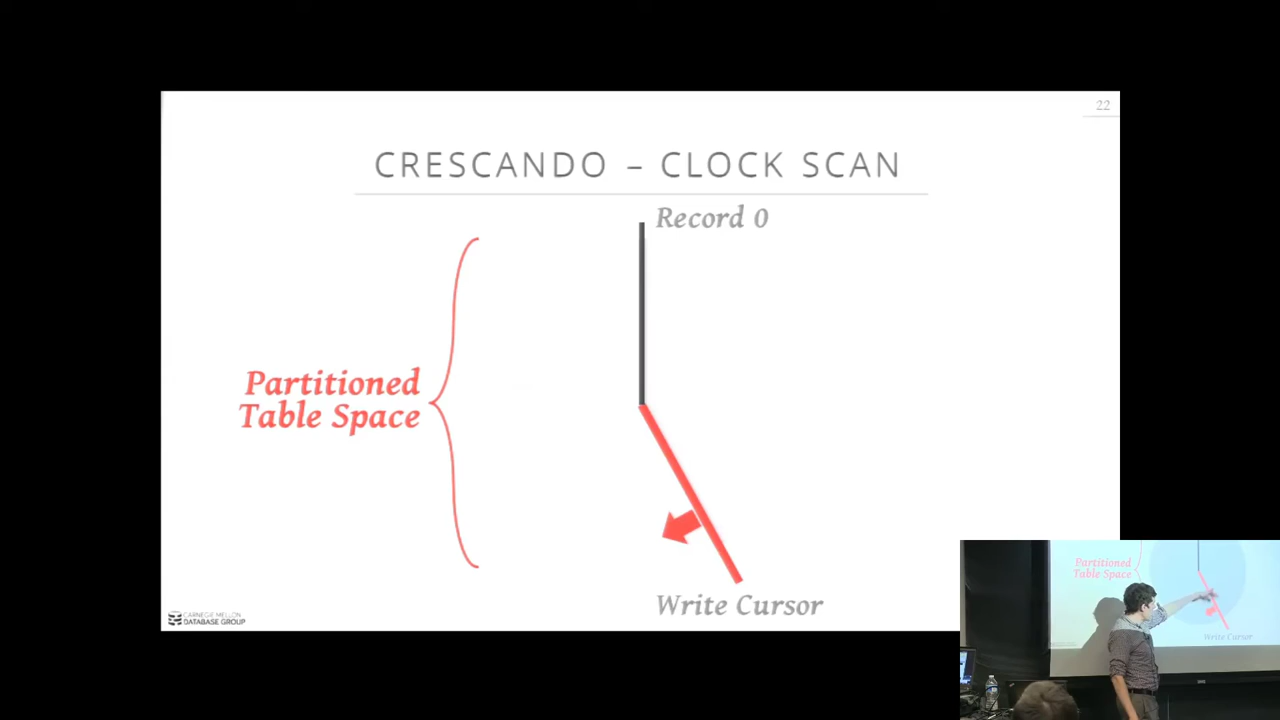 22
CRESCANDO – CLOCK SCAN
Record 0
Partitioned
Table Space
Write Cursor
CARNEGIE MELLON
DATABASE GROUP
Partitioned
Table Space
Write Cursor